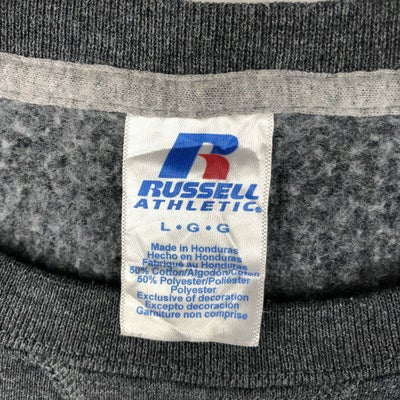 R
RUSSELL
ATHLETIC®
L • G • G
Made in Honduras
Hecho en Honduras
Fabriqué au Honduras
50% Cotton/Algodón/Coton
50% Polyester/Poliéster
Polyester
Exclusive of decoration
Excepto decoración
Garniture non comprise